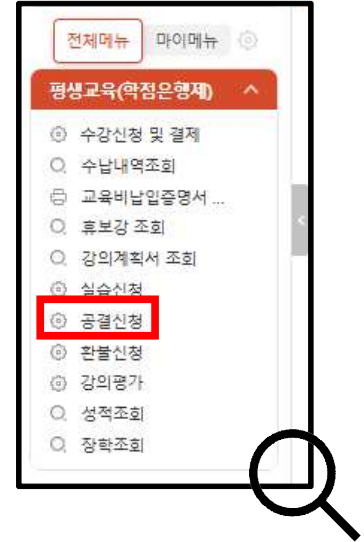 전체메뉴 마이메뉴
평생교육(학점은행제)
수강신청 및 결제
수납내역조회
교육비납입증명서 ...
휴보강 조회
강의계획서 조회
실습신청
공결신청
환불신청
강의평가
성적조회
장학조회